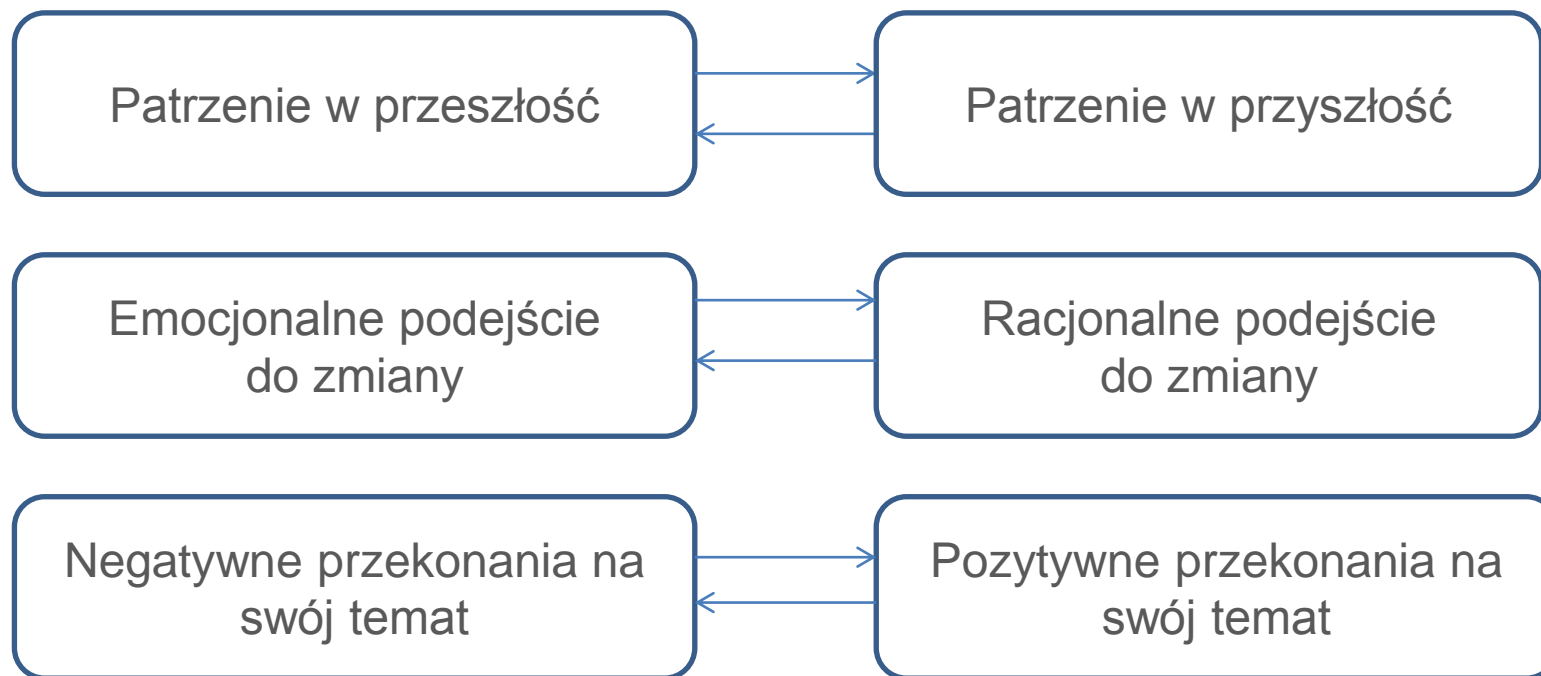 Patrzenie w przeszłość
Patrzenie w przyszłość
Emocjonalne podejście
do zmiany
Racjonalne podejście
do zmiany
Negatywne przekonania na
swój temat
Pozytywne przekonania na
swój temat